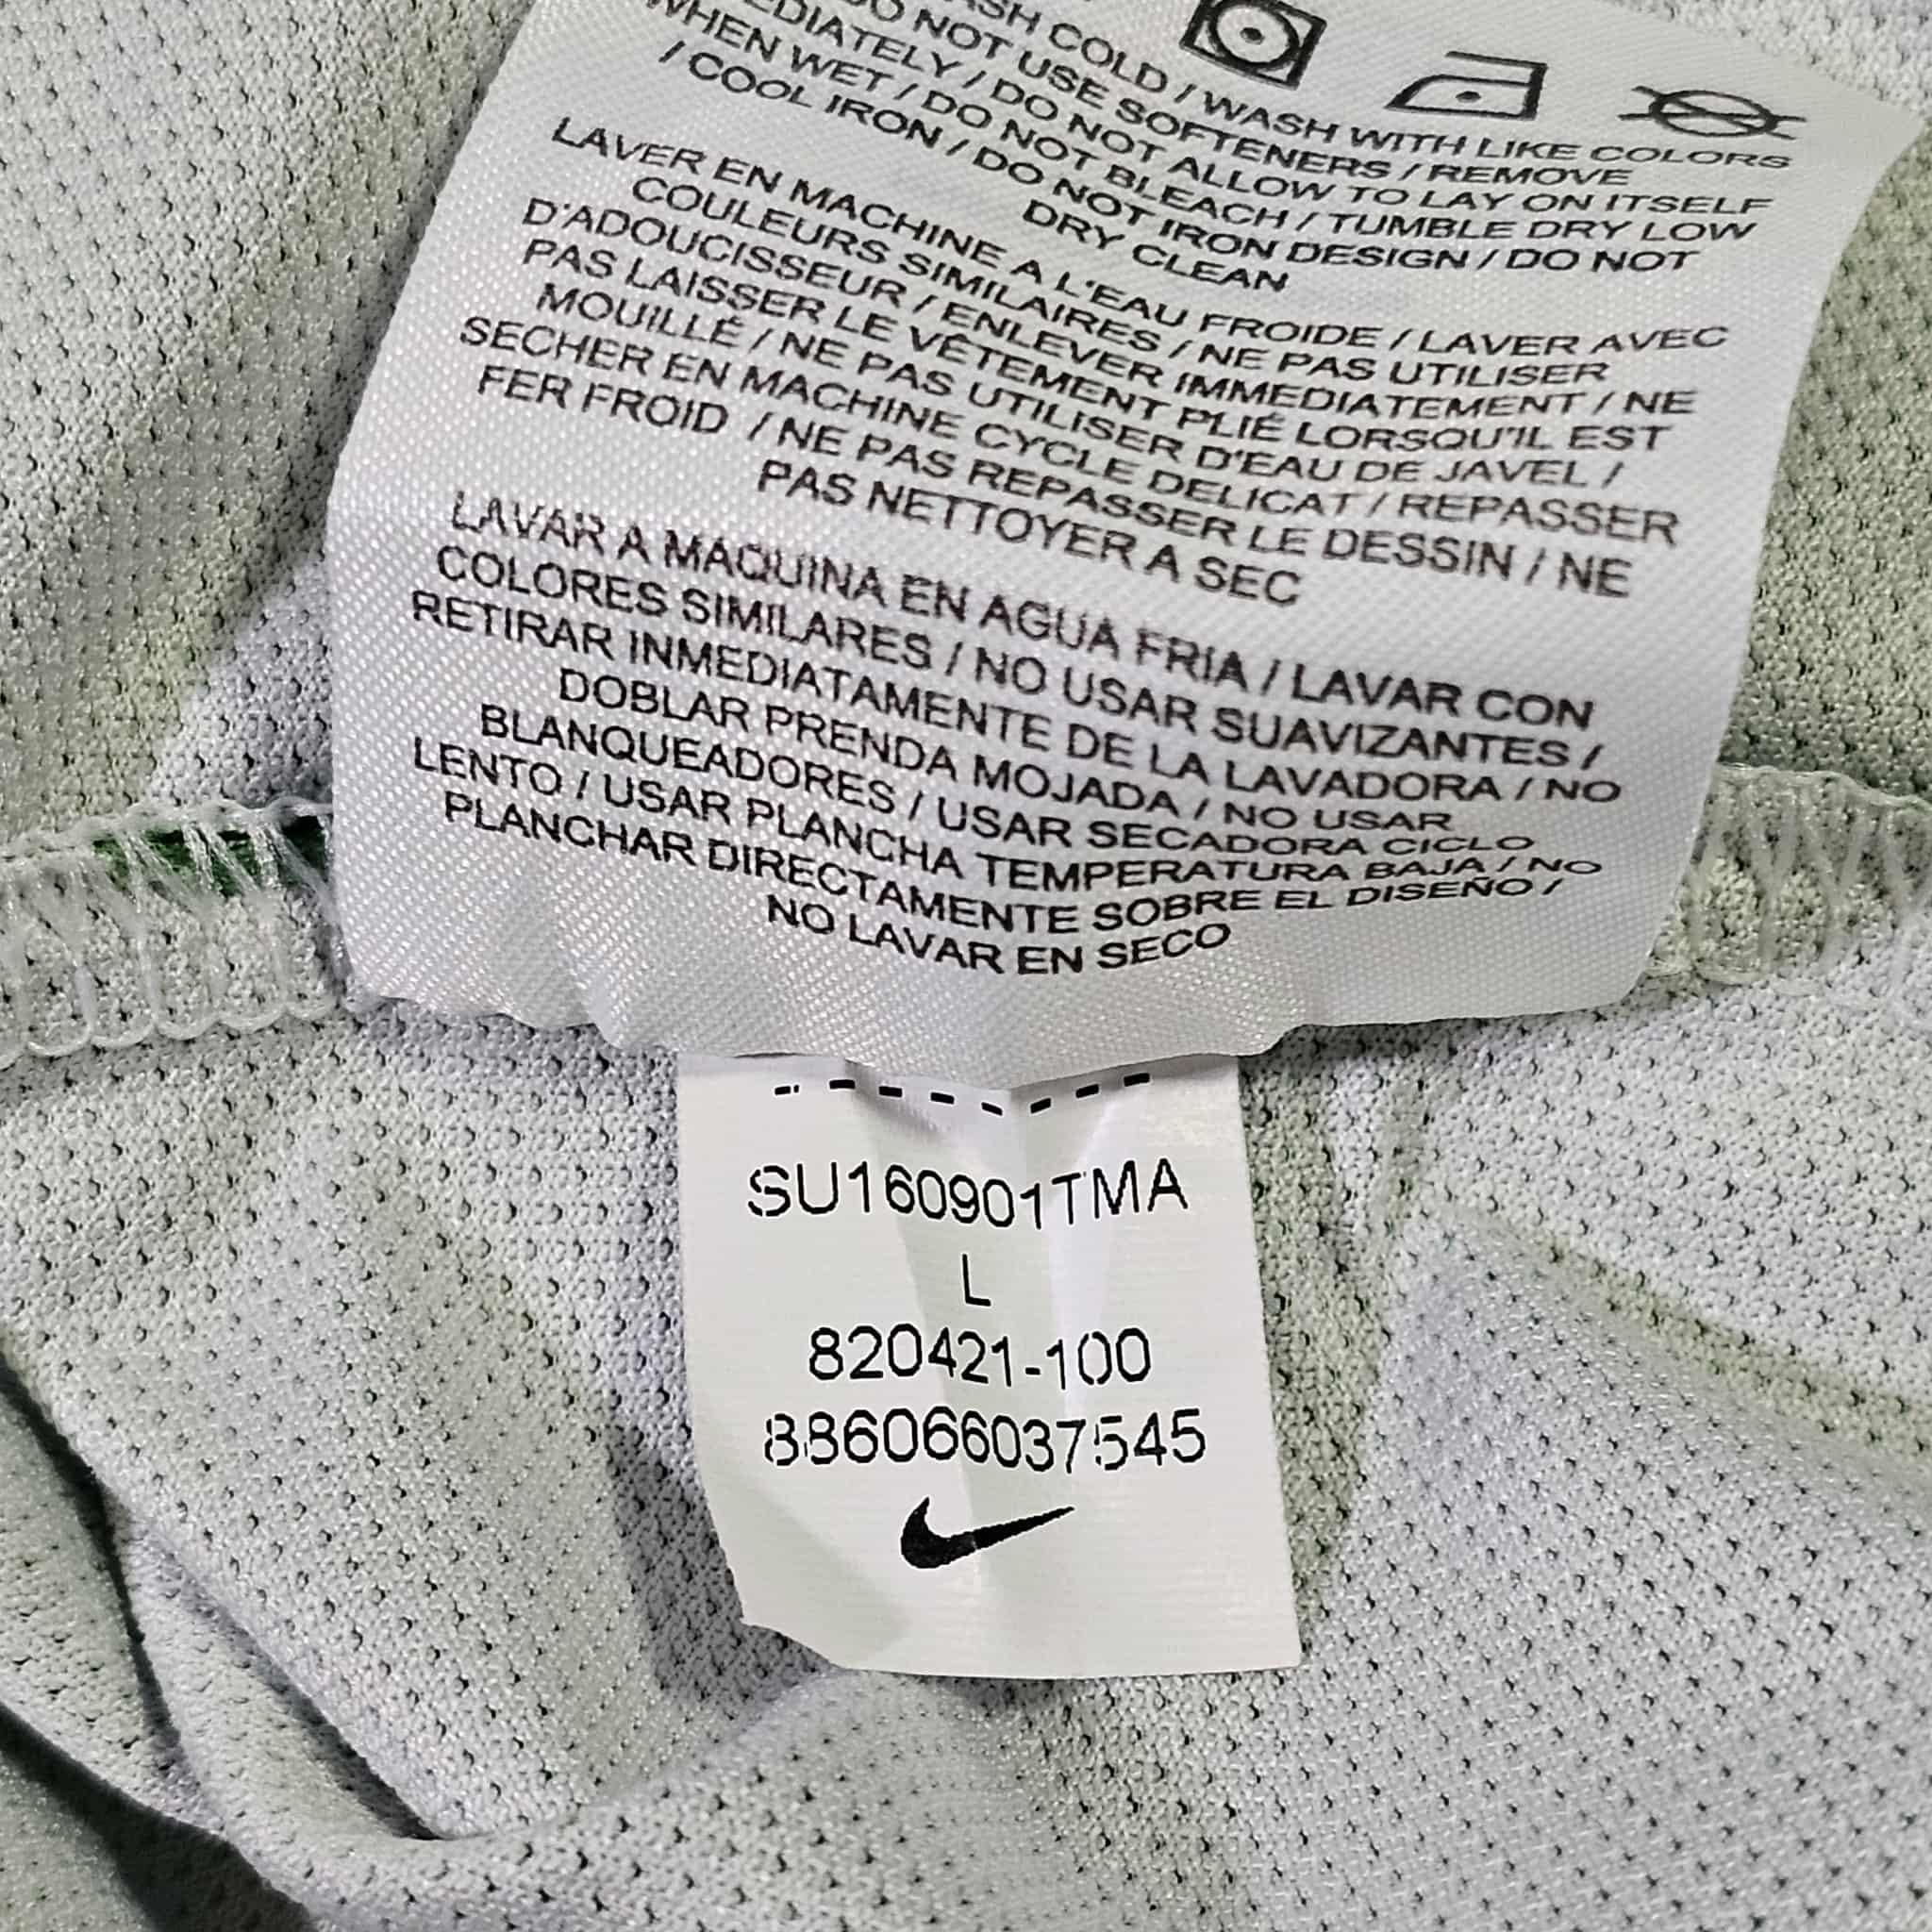 COLD / WASH WITH LIKE COLORS
DO NOT USE SOFTENERS / REMOVE
/ DO NOT ALLOW TO LAY ON ITSELF
WHEN WET / DO NOT BLEACH / TUMBLE DRY LOW
/ COOL IRON / DO NOT IRON DESIGN / DO NOT
DRY CLEAN
LAVER EN MACHINE A L'EAU FROIDE / LAVER AVEC
COULEURS SIMILAIRES / NE PAS UTILISER
D'ADOUCISSEUR / ENLEVER IMMEDIATEMENT / NE
PAS LAISSER LE VÊTEMENT PLIÉ LORSQU'IL EST
MOUILLÉ / NE PAS UTILISER D'EAU DE JAVEL /
SECHER EN MACHINE CYCLE DELICAT / REPASSER
FER FROID / NE PAS REPASSER LE DESSIN / NE
PAS NETTOYER A SEC
LAVAR A MAQUINA EN AGUA FRIA / LAVAR CON
COLORES SIMILARES / NO USAR SUAVIZANTES /
RETIRAR INMEDIATAMENTE DE LA LAVADORA / NO
DOBLAR PRENDA MOJADA / NO USAR
BLANQUEADORES / USAR SECADORA CICLO
LENTO / USAR PLANCHA TEMPERATURA BAJA / NO
PLANCHAR DIRECTAMENTE SOBRE EL DISEÑO /
NO LAVAR EN SECO
SU160901TMA
L
820421-100
886066037545